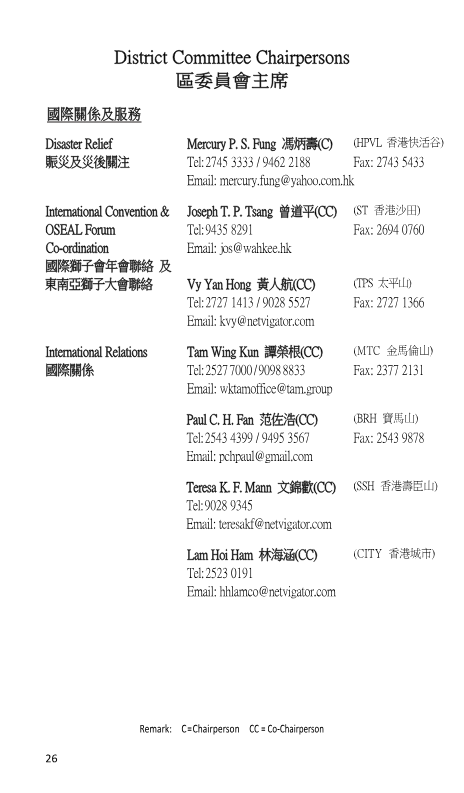 District Committee Chairpersons
區委員會主席
國際關係及服務
Disaster Relief Mercury P. S. Fung 馮炳壽(C) (HPVL 香港快活谷)
賑災及災後關注 Tel: 2745 3333 / 9462 2188 Fax: 2743 5433
Email: mercury.fung@yahoo.com.hk
International Convention & Joseph T. P. Tsang 曾道平(CC) (ST 香港沙田)
OSEAL Forum Tel: 9435 8291 Fax: 2694 0760
Co-ordination Email: jos@wahkee.hk
國際獅子會年會聯絡 及
東南亞獅子大會聯絡 Vy Yan Hong 黃人航(CC) (TPS 太平山)
Tel: 2727 1413 / 9028 5527 Fax: 2727 1366
Email: kvy@netvigator.com
International Relations Tam Wing Kun 譚榮根(CC) (MTC 金馬倫山)
國際關係 Tel: 2527 7000 / 9098 8833 Fax: 2377 2131
Email: wktamoffice@tam.group
Paul C. H. Fan 范佐浩(CC) (BRH 寶馬山)
Tel: 2543 4399 / 9495 3567 Fax: 2543 9878
Email: pchpaul@gmail.com
Teresa K. F. Mann 文錦歡(CC) (SSH 香港壽臣山)
Tel: 9028 9345
Email: teresakf@netvigator.com
Lam Hoi Ham 林海涵(CC) (CITY 香港城市)
Tel: 2523 0191
Email: hhlamco@netvigator.com
Remark: C=Chairperson CC = Co-Chairperson
26